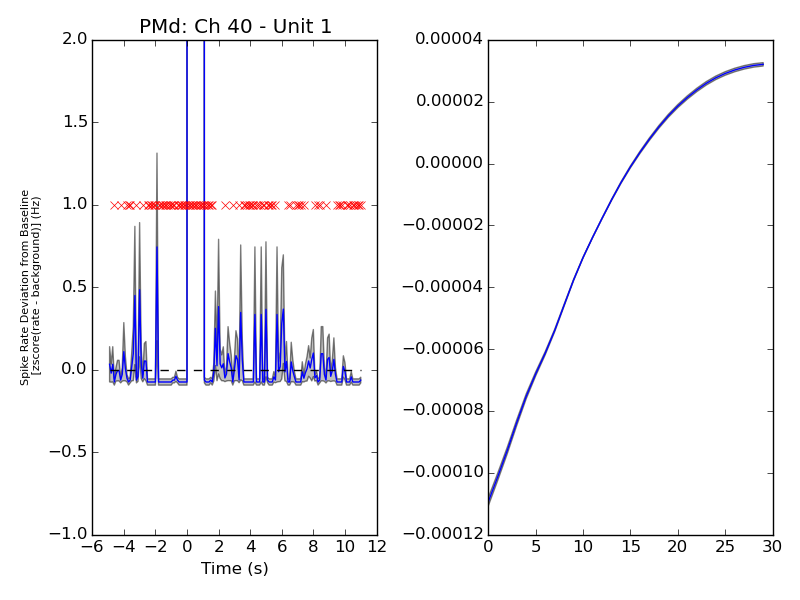 PMd: Ch 40 - Unit 1
2.0
1.5
1.0
0.5
0.0
−0.5
−1.0
Spike Rate Deviation from Baseline
[zscore(rate - background)] (Hz)
−6 −4 −2 0 2 4 6 8 10 12
Time (s)
0.00004
0.00002
0.00000
−0.00002
−0.00004
−0.00006
−0.00008
−0.00010
−0.00012
0 5 10 15 20 25 30